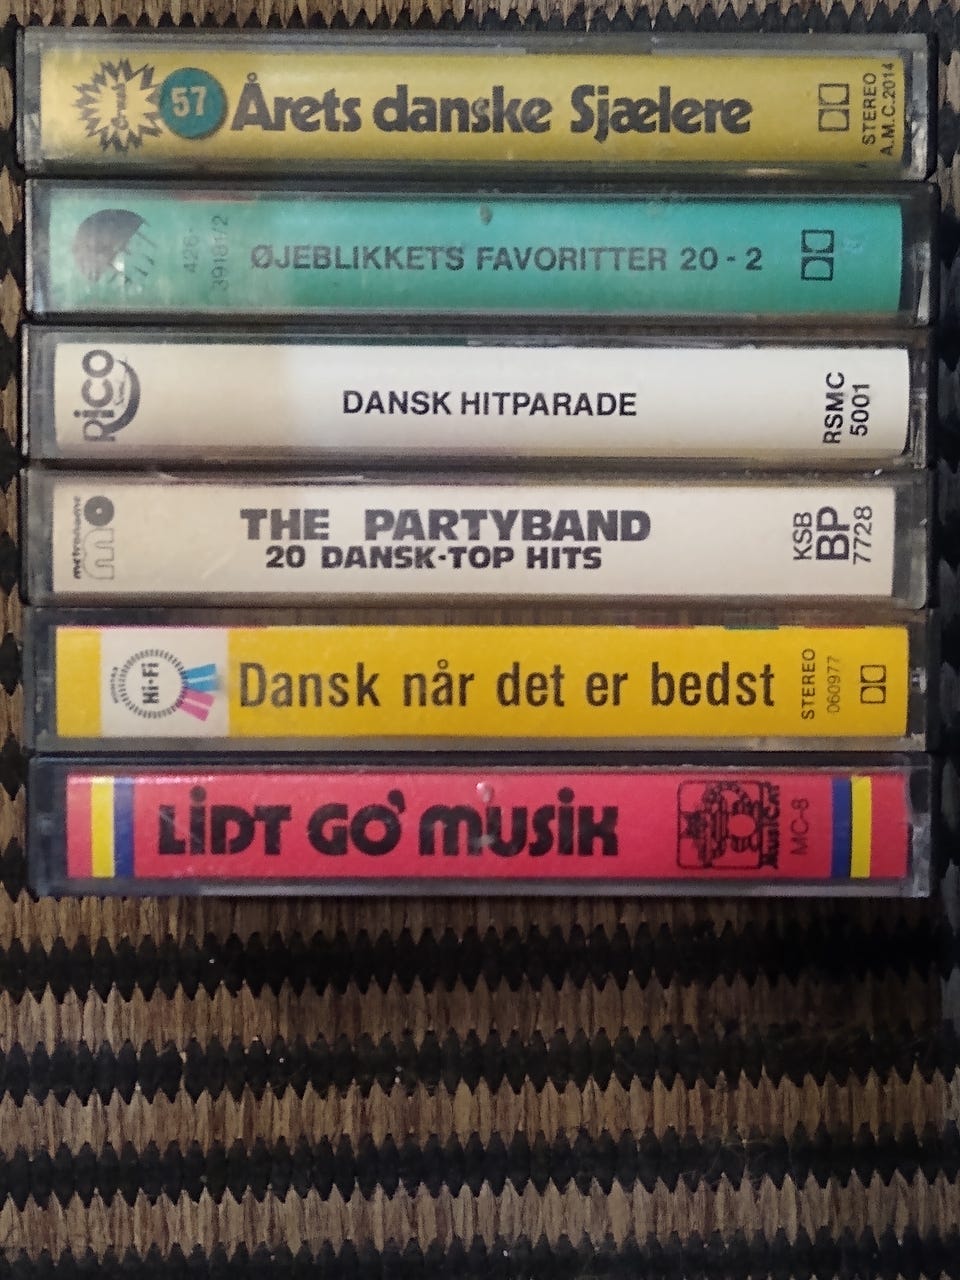 57 Årets danske Sjælere
STEREO
A.M.C. 2014
ØJEBLIKKETS FAVORITTER 20 - 2
Rico
DANSK HITPARADE
RSMC
5001
metronome
THE PARTYBAND
20 DANSK-TOP HITS
KSB
BP
7728
Hi-Fi
Dansk når det er bedst
STEREO
060977
LiDT GO' MUSiK
MC-8